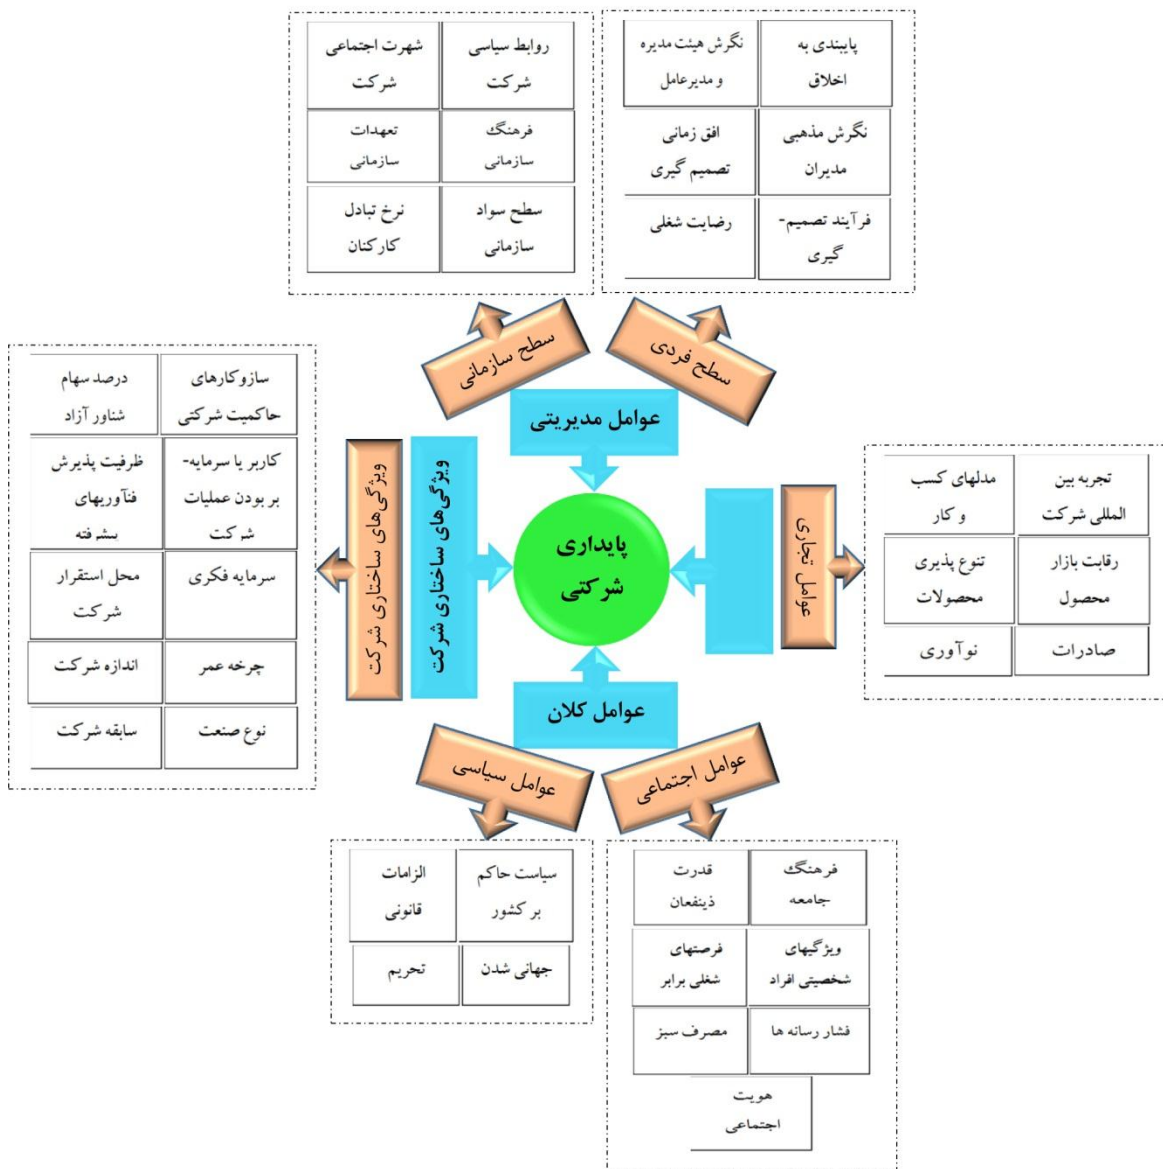 پایبندی به
اخلاق
نگرش هیئت مدیره
و مدیرعامل
نگرش مذهبی
مدیران
افق زمانی
تصمیم گیری
فرآیند تصمیم-
گیری
رضایت شغلی
روابط سیاسی
شرکت
شهرت اجتماعی
شرکت
فرهنگ
سازمانی
تعهدات
سازمانی
سطح سواد
سازمانی
نرخ تبادل
کارکنان
سطح فردی
سطح سازمانی
عوامل مدیریتی
سازوکارهای
حاکمیت شرکتی
درصد سهام
شناور آزاد
کاربر یا سرمایه-
بر بودن عملیات
شرکت
ظرفیت پذیرش
فنآوریهای
پیشرفته
سرمایه فکری
محل استقرار
شرکت
چرخه عمر
اندازه شرکت
نوع صنعت
سابقه شرکت
ویژگی‌های ساختاری شرکت
ویژگی‌های ساختاری شرکت
پایداری
شرکتی
عوامل تجاری
تجربه بین
المللی شرکت
مدلهای کسب
و کار
رقابت بازار
محصول
تنوع پذیری
محصولات
صادرات
نوآوری
عوامل کلان
عوامل اجتماعی
عوامل سیاسی
فرهنگ
جامعه
قدرت
ذینفعان
ویژگیهای
شخصیتی افراد
فرصتهای
شغلی برابر
فشار رسانه ها
مصرف سبز
هویت
اجتماعی
سیاست حاکم
بر کشور
الزامات
قانونی
جهانی شدن
تحریم